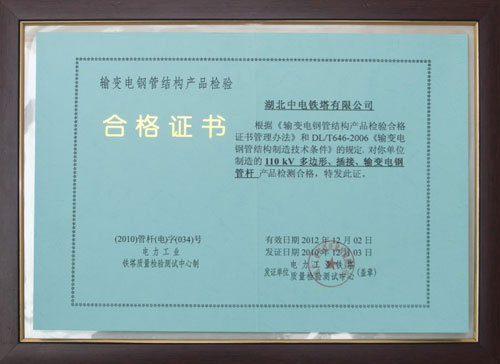 输变电钢管结构产品检验
合格证书
(2010)管杆(电)字(034)号
电力工业
铁塔质量检验测试中心制
湖北中电铁塔有限公司
根据《输变电钢管结构产品检验合格
证书管理办法》和 DL/T646-2006《输变电
钢管结构制造技术条件》的规定,对你单位
制造的 110 kV 多边形、插接、输变电钢
管杆 产品检测合格,特发此证。
有效日期 2012 年 12 月 02 日
发证日期 2010 年 12 月 03 日
电力工业铁塔
发证单位 质量检验测试中心 (盖章)